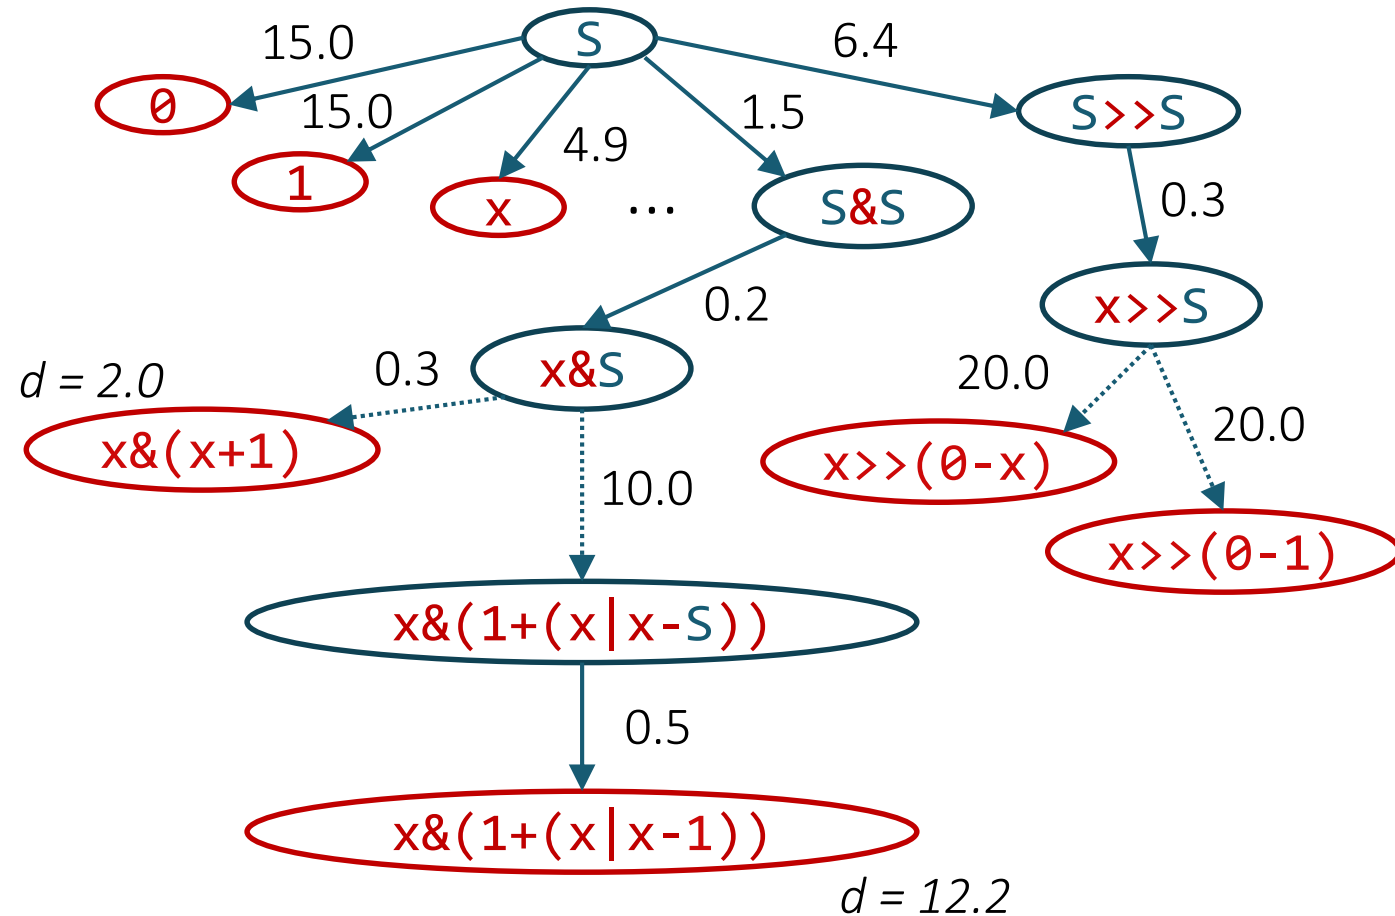 S
15.0
6.4
0
15.0
1
4.9
x
...
1.5
S&S
S>>S
0.3
0.2
x>>S
x&S
0.3
d = 2.0
x&(x+1)
20.0
20.0
x>>(0-x)
10.0
x>>(0-1)
x&(1+(x|x-S))
0.5
x&(1+(x|x-1))
d = 12.2